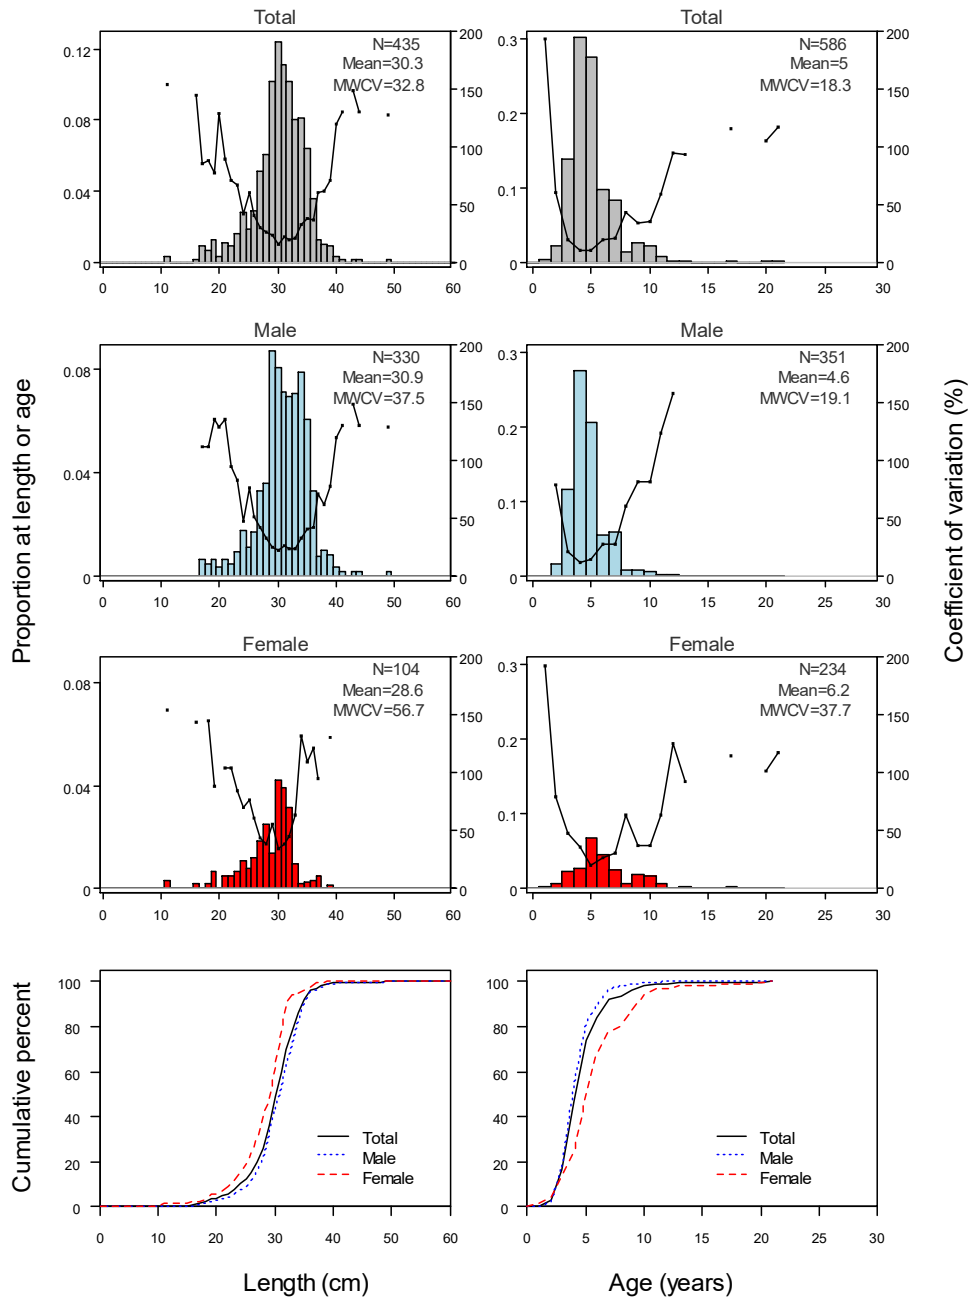 Total
Total
N=435
Mean=30.3
MWCV=32.8
N=586
Mean=5
MWCV=18.3
0.12
0.08
0.04
0
200
150
100
50
0
0.3
0.1
0
200
150
100
50
0
0 10 20 30 40 50 60
0 5 10 15 20 25 30
Male
Male
N=330
Mean=30.9
MWCV=37.5
N=351
Mean=4.6
MWCV=19.1
0.08
0.04
0
200
150
100
50
0
0.3
0.1
0
200
150
100
50
0
0 10 20 30 40 50 60
0 5 10 15 20 25 30
Proportion at length or age
Coefficient of variation (%)
Female
Female
N=104
Mean=28.6
MWCV=56.7
N=234
Mean=6.2
MWCV=37.7
0.08
0.04
0
200
150
100
50
0
0.3
0.2
0.1
0
200
150
100
50
0
0 10 20 30 40 50 60
0 5 10 15 20 25 30
Cumulative percent
100
80
60
40
20
0
Total
Male
Female
0 10 20 30 40 50 60
100
80
60
40
20
0
Total
Male
Female
0 5 10 15 20 25 30
Length (cm)
Age (years)